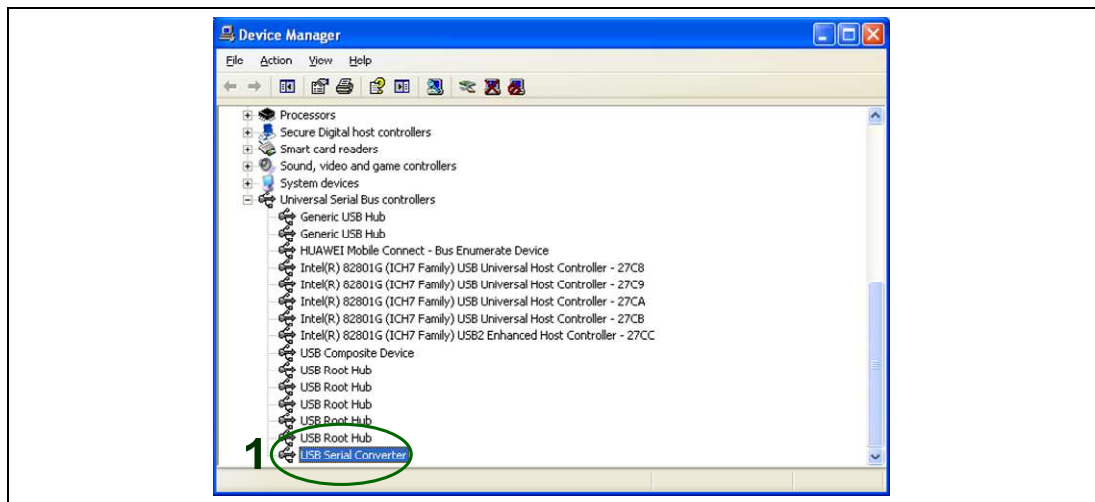 Device Manager
File Action View Help
Processors
Secure Digital host controllers
Smart card readers
Sound, video and game controllers
System devices
Universal Serial Bus controllers
Generic USB Hub
Generic USB Hub
HUAWEI Mobile Connect - Bus Enumerate Device
Intel(R) 82801G (ICH7 Family) USB Universal Host Controller - 27C8
Intel(R) 82801G (ICH7 Family) USB Universal Host Controller - 27C9
Intel(R) 82801G (ICH7 Family) USB Universal Host Controller - 27CA
Intel(R) 82801G (ICH7 Family) USB Universal Host Controller - 27CB
Intel(R) 82801G (ICH7 Family) USB2 Enhanced Host Controller - 27CC
USB Composite Device
USB Root Hub
USB Root Hub
USB Root Hub
USB Root Hub
USB Root Hub
1 USB Serial Converter